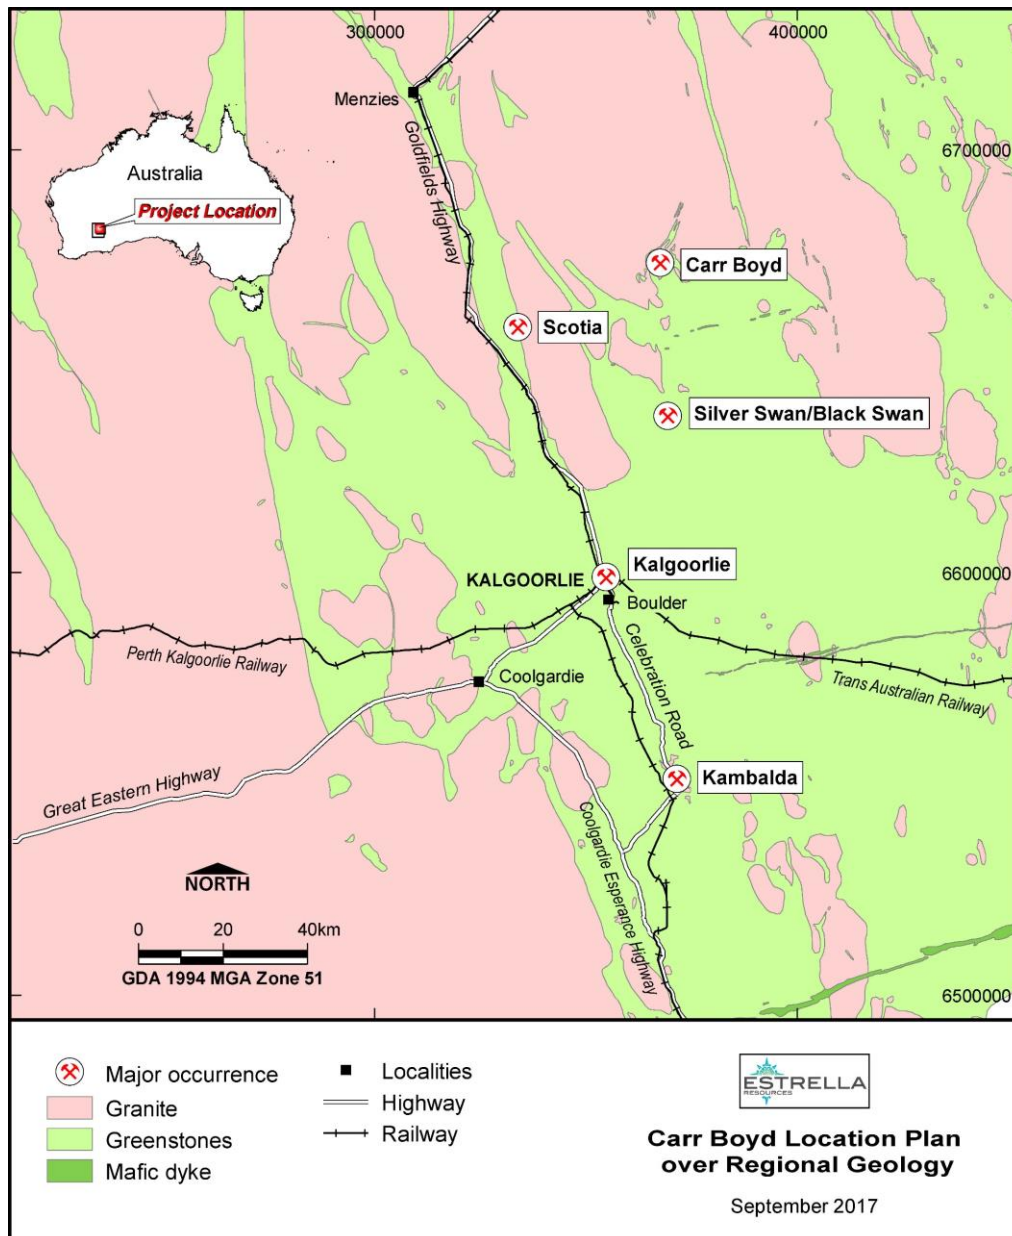 300000
400000
Menzies
Goldfields Highway
6700000
Australia
Project Location
Carr Boyd
Scotia
Silver Swan/Black Swan
Kalgoorlie
KALGOORLIE
6600000
Boulder
Celebration Road
Perth Kalgoorlie Railway
Coolgardie
Trans Australian Railway
Kambalda
Great Eastern Highway
Coolgardie Esperance Highway
NORTH
0 20 40km
GDA 1994 MGA Zone 51
6500000
Major occurrence
Granite
Greenstones
Mafic dyke
Localities
Highway
Railway
ESTRELLA
RESOURCES
Carr Boyd Location Plan
over Regional Geology
September 2017